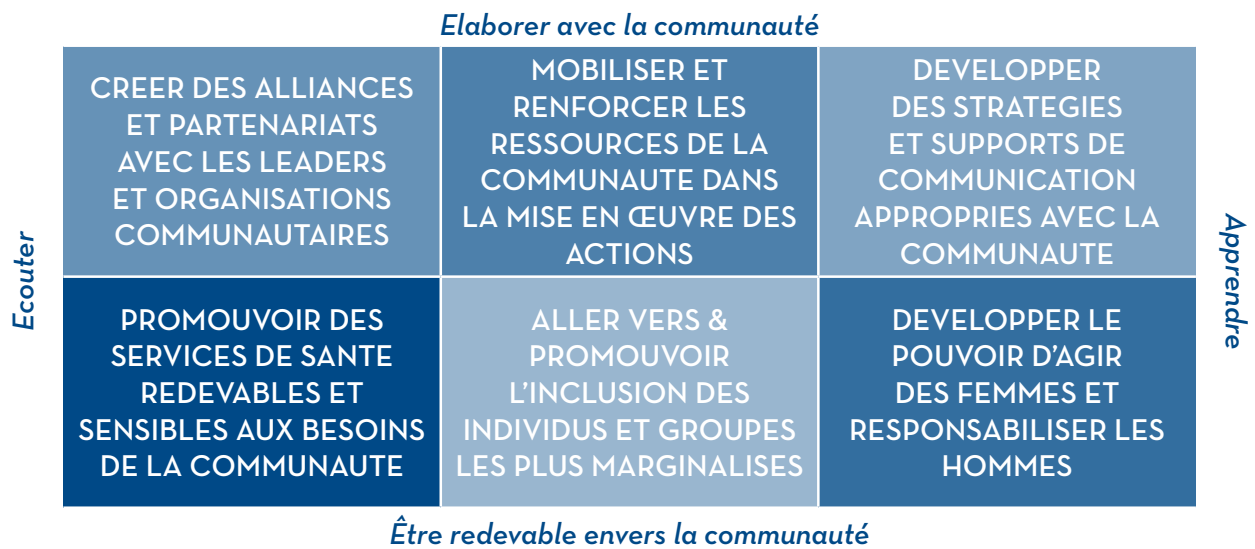 Elaborer avec la communauté
CREER DES ALLIANCES
ET PARTENARIATS
AVEC LES LEADERS
ET ORGANISATIONS
COMMUNAUTAIRES
MOBILISER ET
RENFORCER LES
RESSOURCES DE LA
COMMUNAUTE DANS
LA MISE EN ŒUVRE DES
ACTIONS
DEVELOPPER
DES STRATEGIES
ET SUPPORTS DE
COMMUNICATION
APPROPRIES AVEC LA
COMMUNAUTE
Ecouter
Apprendre
PROMOUVOIR DES
SERVICES DE SANTE
REDEVABLES ET
SENSIBLES AUX BESOINS
DE LA COMMUNAUTE
ALLER VERS &
PROMOUVOIR
L’INCLUSION DES
INDIVIDUS ET GROUPES
LES PLUS MARGINALISES
DEVELOPPER LE
POUVOIR D’AGIR
DES FEMMES ET
RESPONSABILISER LES
HOMMES
Être redevable envers la communauté